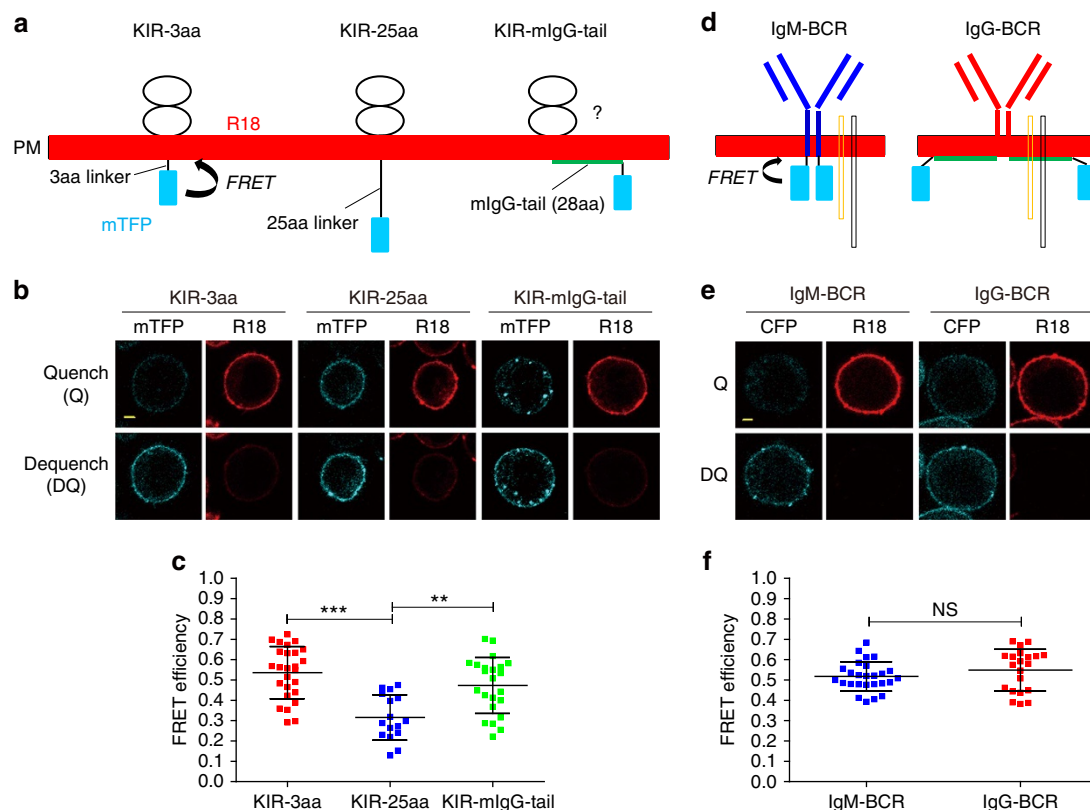 a
KIR-3aa KIR-25aa KIR-mIgG-tail
R18 ?
PM
3aa linker FRET
mTFP 25aa linker mIgG-tail (28aa)
d
IgM-BCR IgG-BCR
FRET
b
KIR-3aa KIR-25aa KIR-mIgG-tail
mTFP R18 mTFP R18 mTFP R18
Quench
(Q)
Dequench
(DQ)
e
IgM-BCR IgG-BCR
CFP R18 CFP R18
Q
DQ
c
FRET efficiency
1.0
0.9
0.8
0.7
0.6
0.5
0.4
0.3
0.2
0.1
0.0
*** **
KIR-3aa KIR-25aa KIR-mIgG-tail
f
FRET efficiency
1.0
0.9
0.8
0.7
0.6
0.5
0.4
0.3
0.2
0.1
0.0
NS
IgM-BCR IgG-BCR